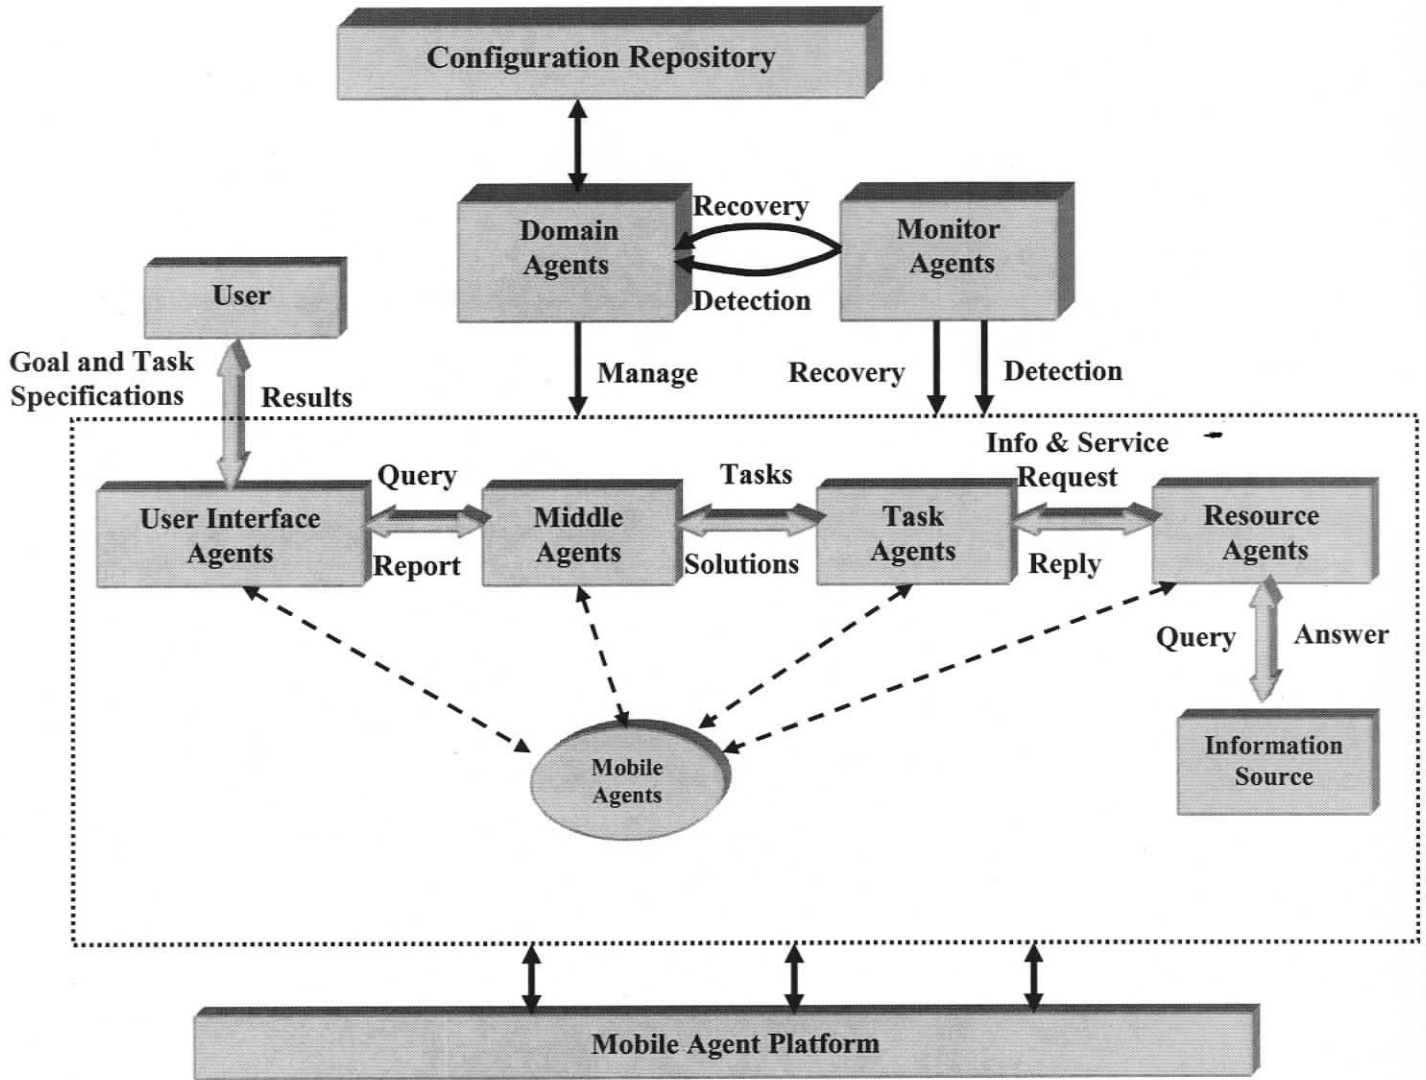 Configuration Repository
Recovery
Domain
Agents
Monitor
Agents
Detection
User
Goal and Task
Specifications
Results
Manage
Recovery
Detection
Info & Service
Request
Query
Tasks
User Interface
Agents
Middle
Agents
Task
Agents
Resource
Agents
Report
Solutions
Reply
Query
Answer
Mobile
Agents
Information
Source
Mobile Agent Platform